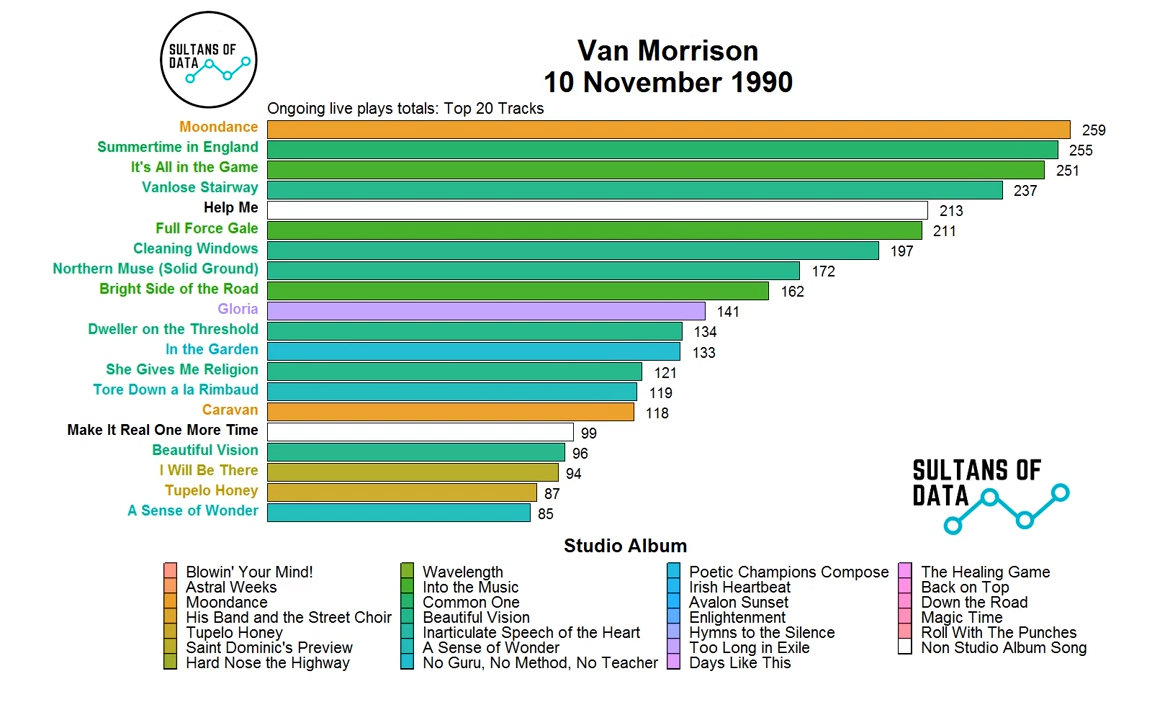 SULTANS OF
DATA
Van Morrison
10 November 1990
Ongoing live plays totals: Top 20 Tracks
Moondance 259
Summertime in England 255
It's All in the Game 251
Vanlose Stairway 237
Help Me 213
Full Force Gale 211
Cleaning Windows 197
Northern Muse (Solid Ground) 172
Bright Side of the Road 162
Gloria 141
Dweller on the Threshold 134
In the Garden 133
She Gives Me Religion 121
Tore Down a la Rimbaud 119
Caravan 118
Make It Real One More Time 99
Beautiful Vision 96
I Will Be There 94
Tupelo Honey 87
A Sense of Wonder 85
SULTANS OF
DATA
Studio Album
Blowin' Your Mind!
Astral Weeks
Moondance
His Band and the Street Choir
Tupelo Honey
Saint Dominic's Preview
Hard Nose the Highway
Wavelength
Into the Music
Common One
Beautiful Vision
Inarticulate Speech of the Heart
A Sense of Wonder
No Guru, No Method, No Teacher
Poetic Champions Compose
Irish Heartbeat
Avalon Sunset
Enlightenment
Hymns to the Silence
Too Long in Exile
Days Like This
The Healing Game
Back on Top
Down the Road
Magic Time
Roll With The Punches
Non Studio Album Song